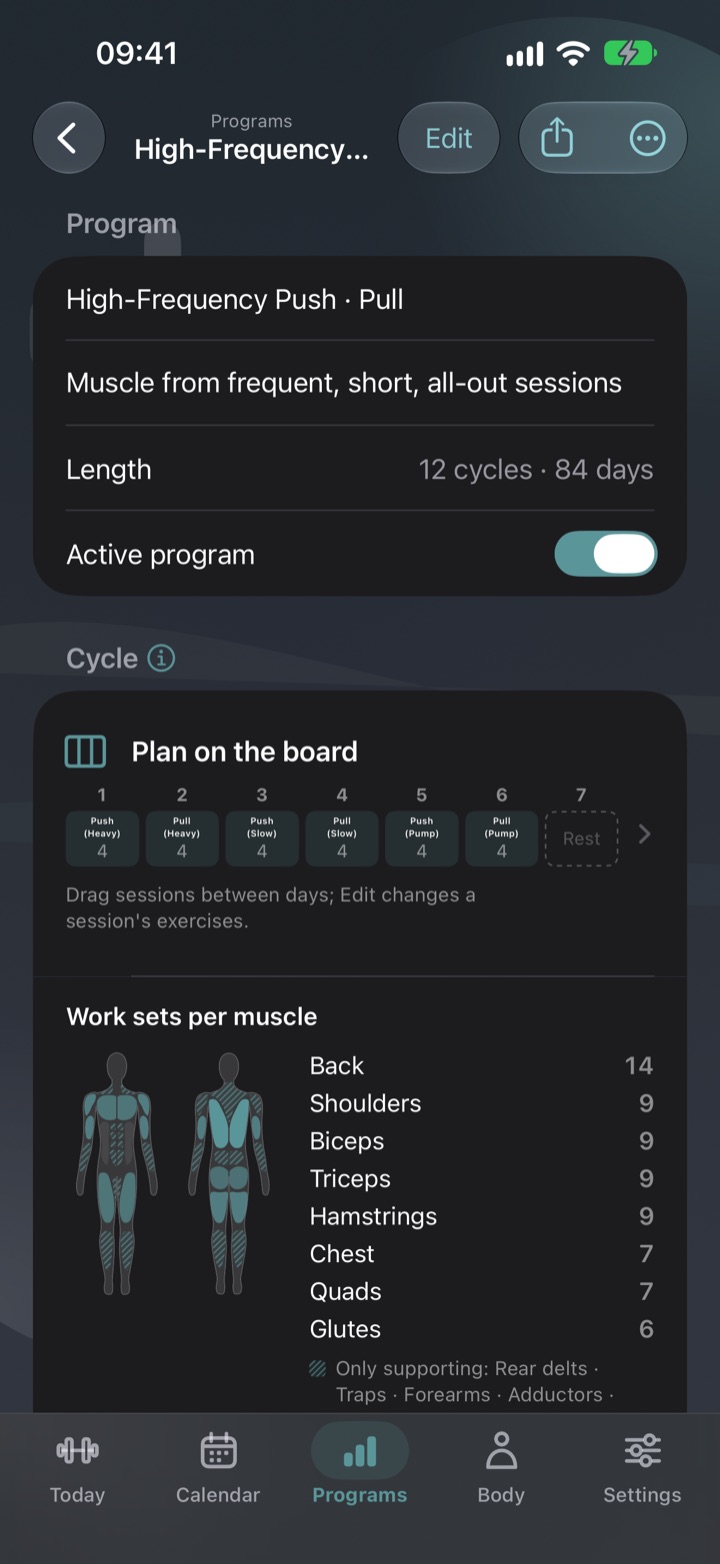 09:41
Programs
High-Frequency...
Edit
Program
High-Frequency Push · Pull
Muscle from frequent, short, all-out sessions
Length 12 cycles · 84 days
Active program
Cycle
Plan on the board
1 2 3 4 5 6 7
Push Pull Push Pull Push Pull
(Heavy) (Heavy) (Slow) (Slow) (Pump) (Pump) Rest
4 4 4 4 4 4
Drag sessions between days; Edit changes a
session's exercises.
Work sets per muscle
Back 14
Shoulders 9
Biceps 9
Triceps 9
Hamstrings 9
Chest 7
Quads 7
Glutes 6
Only supporting: Rear delts ·
Traps · Forearms · Adductors ·
Today Calendar Programs Body Settings